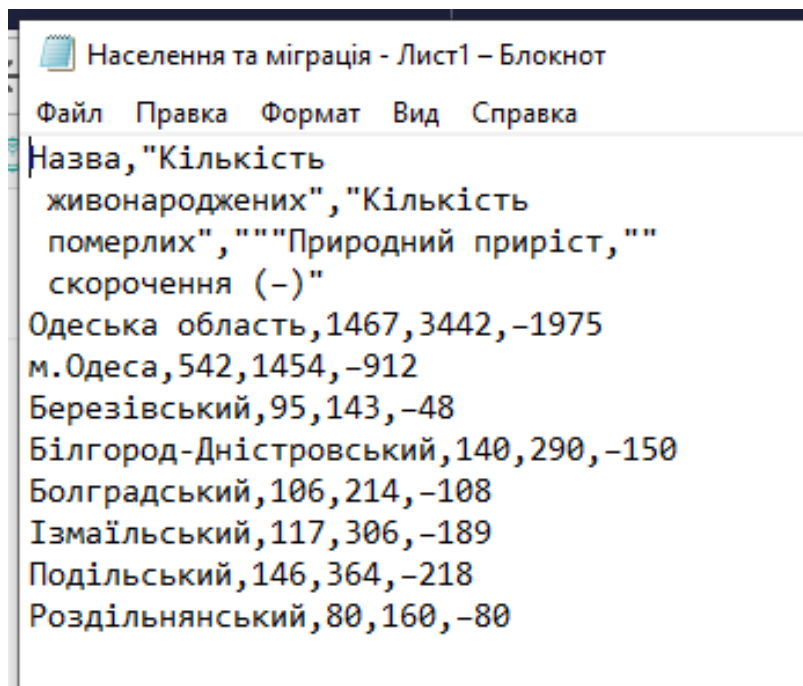 Населення та міграція - Лист1 – Блокнот
Файл Правка Формат Вид Справка
Назва,"Кількість
живонароджених","Кількість
померлих","""Природний приріст,""
скорочення (–)"
Одеська область,1467,3442,–1975
м.Одеса,542,1454,–912
Березівський,95,143,–48
Білгород-Дністровський,140,290,–150
Болградський,106,214,–108
Ізмаїльський,117,306,–189
Подільський,146,364,–218
Роздільнянський,80,160,–80